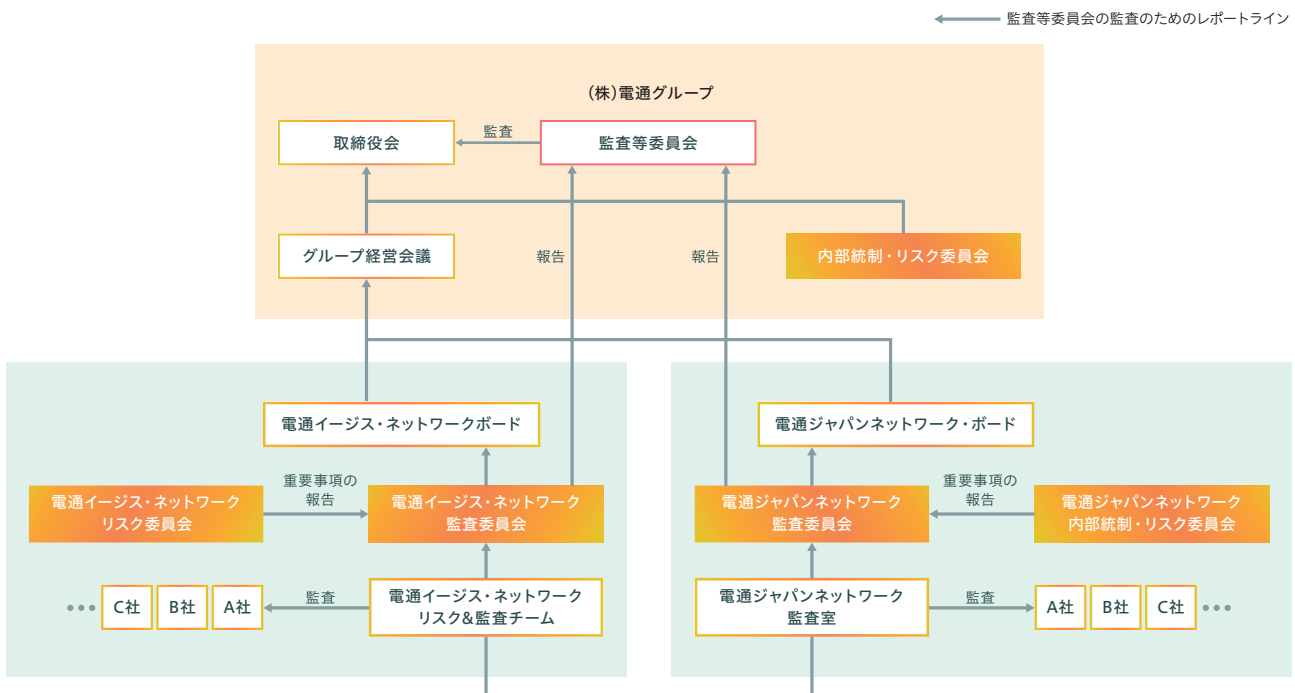 監査等委員会の監査のためのレポートライン
(株)電通グループ
取締役会
監査
監査等委員会
グループ経営会議
報告
報告
内部統制・リスク委員会
電通イージス・ネットワークボード
電通イージス・ネットワーク
リスク委員会
重要事項の
報告
電通イージス・ネットワーク
監査委員会
C社
B社
A社
監査
電通イージス・ネットワーク
リスク&監査チーム
電通ジャパンネットワーク・ボード
電通ジャパンネットワーク
監査委員会
重要事項の
報告
電通ジャパンネットワーク
内部統制・リスク委員会
電通ジャパンネットワーク
監査室
監査
A社
B社
C社